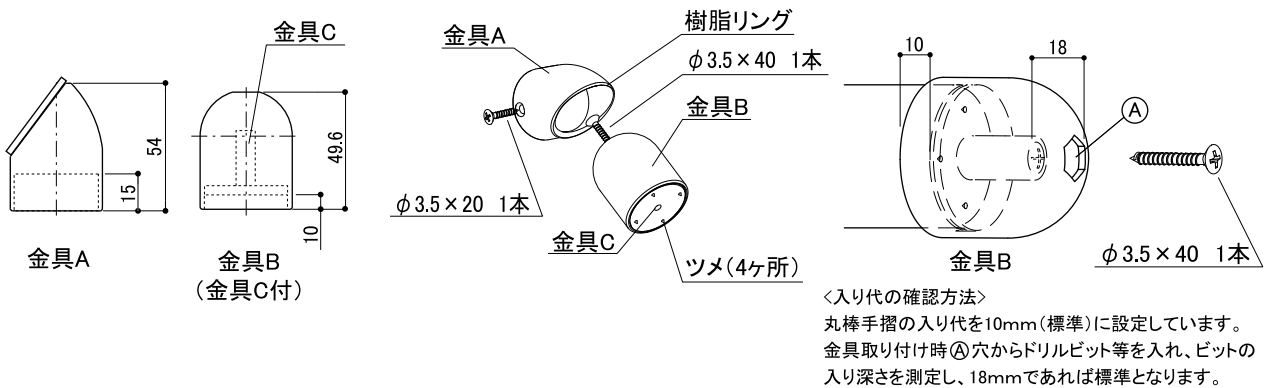 金具A
54
15
金具C
49.6
10
金具B
(金具C付)
金具A
樹脂リング
φ3.5×40 1本
金具B
φ3.5×20 1本
金具C
ツメ(4ヶ所)
10
18
A
金具B
φ3.5×40 1本
<入り代の確認方法>
丸棒手摺の入り代を10mm(標準)に設定しています。
金具取り付け時Ⓐ穴からドリルビット等を入れ、ビットの
入り深さを測定し、18mmであれば標準となります。